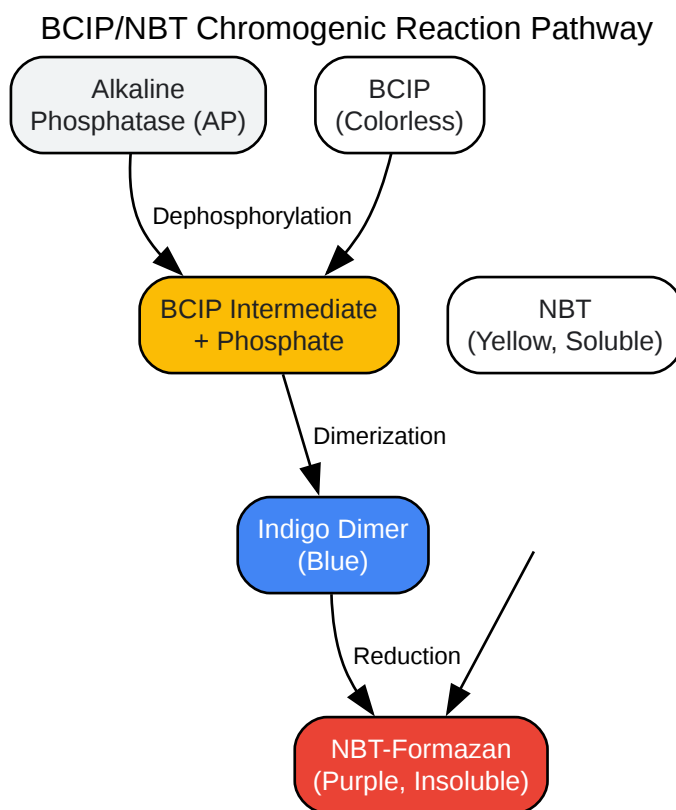 BCIP/NBT Chromogenic Reaction Pathway
Alkaline
Phosphatase (AP)
BCIP
(Colorless)
Dephosphorylation
BCIP Intermediate
+ Phosphate
NBT
(Yellow, Soluble)
Dimerization
Indigo Dimer
(Blue)
Reduction
NBT-Formazan
(Purple, Insoluble)